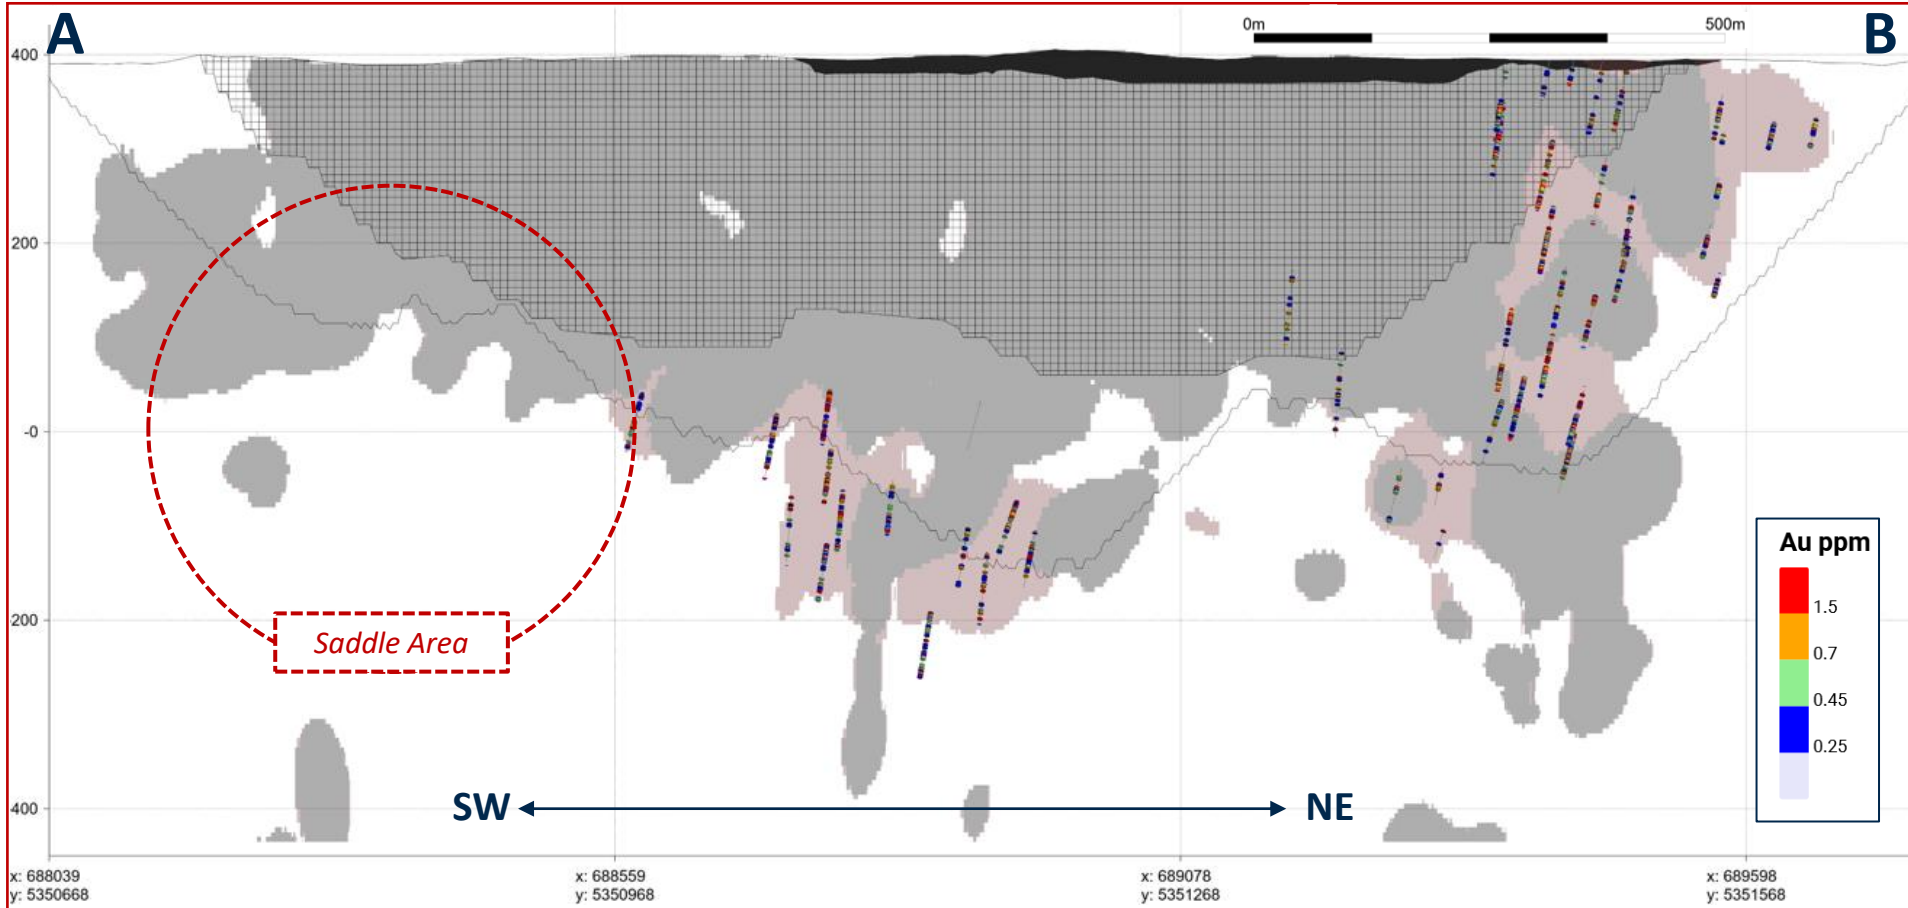 A
0m
500m
B
400
200
-0
200
400
Saddle Area
Au ppm
1.5
0.7
0.45
0.25
SW
NE
x: 688039
y: 5350668
x: 688559
y: 5350968
x: 689078
y: 5351268
x: 689598
y: 5351568